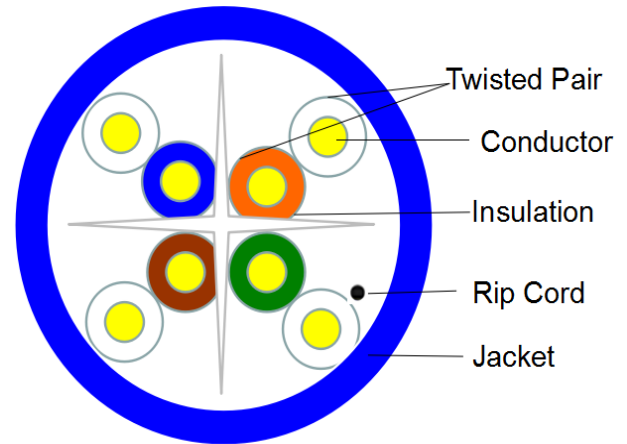 Twisted Pair
Conductor
Insulation
Rip Cord
Jacket